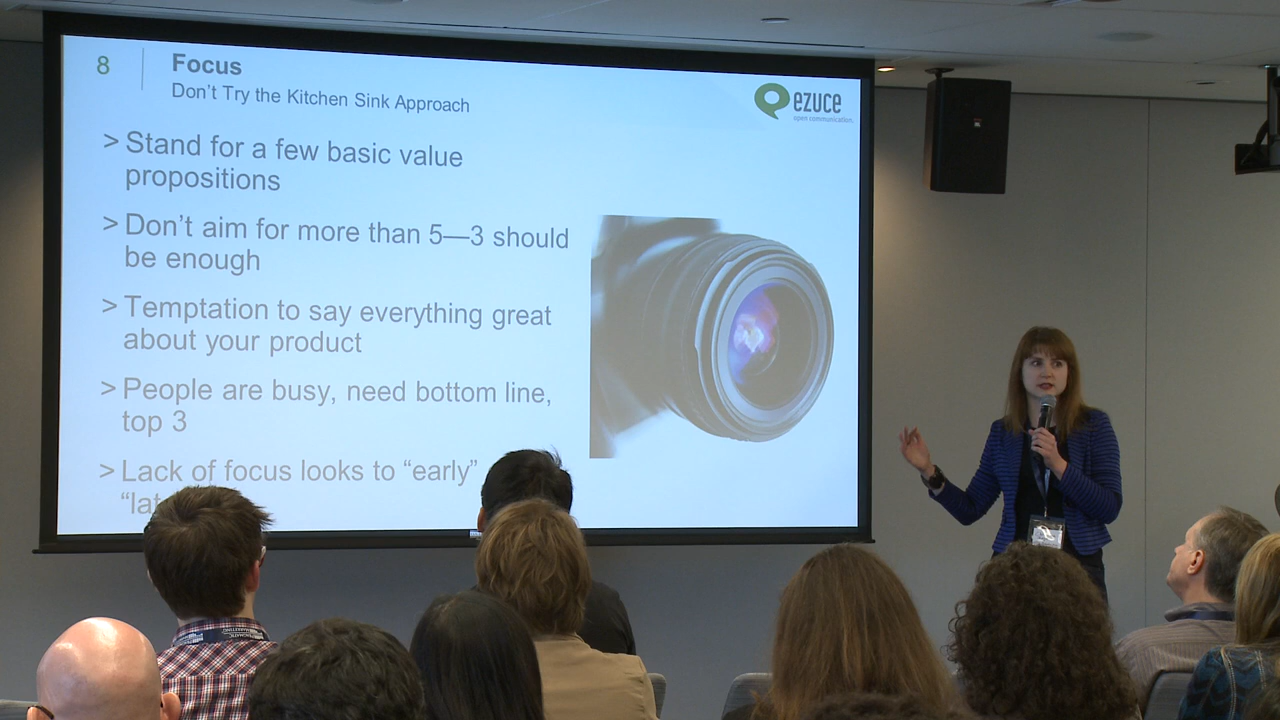 8
Focus
Don't Try the Kitchen Sink Approach
ezuce
open communication.
> Stand for a few basic value
propositions
> Don't aim for more than 5—3 should
be enough
> Temptation to say everything great
about your product
> People are busy, need bottom line,
top 3
> Lack of focus looks to “early”